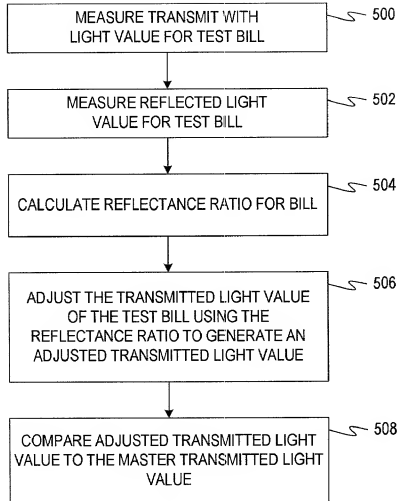 MEASURE TRANSMIT WITH
LIGHT VALUE FOR TEST BILL
500
MEASURE REFLECTED LIGHT
VALUE FOR TEST BILL
502
CALCULATE REFLECTANCE RATIO FOR BILL
504
ADJUST THE TRANSMITTED LIGHT VALUE
OF THE TEST BILL USING THE
REFLECTANCE RATIO TO GENERATE AN
ADJUSTED TRANSMITTED LIGHT VALUE
506
COMPARE ADJUSTED TRANSMITTED LIGHT
VALUE TO THE MASTER TRANSMITTED LIGHT
VALUE
508